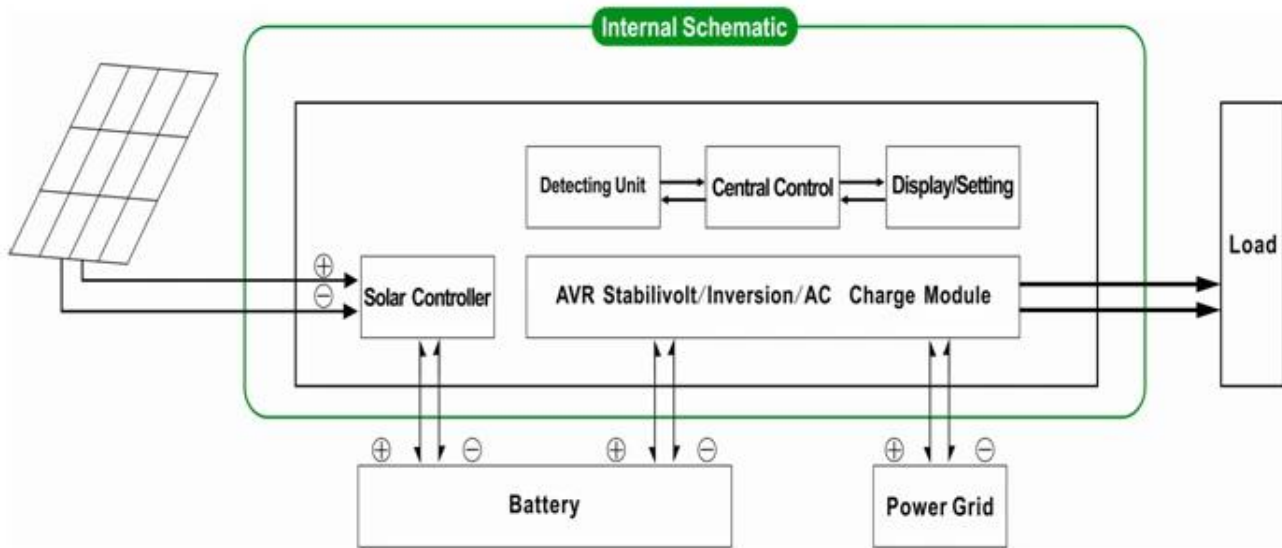 Internal Schematic
Detecting Unit
Central Control
Display/Setting
Load
⊕
⊖
Solar Controller
AVR Stabilivolt/Inversion/AC Charge Module
⊕ ⊖ ⊕ ⊖ ⊕ ⊖
Battery
Power Grid